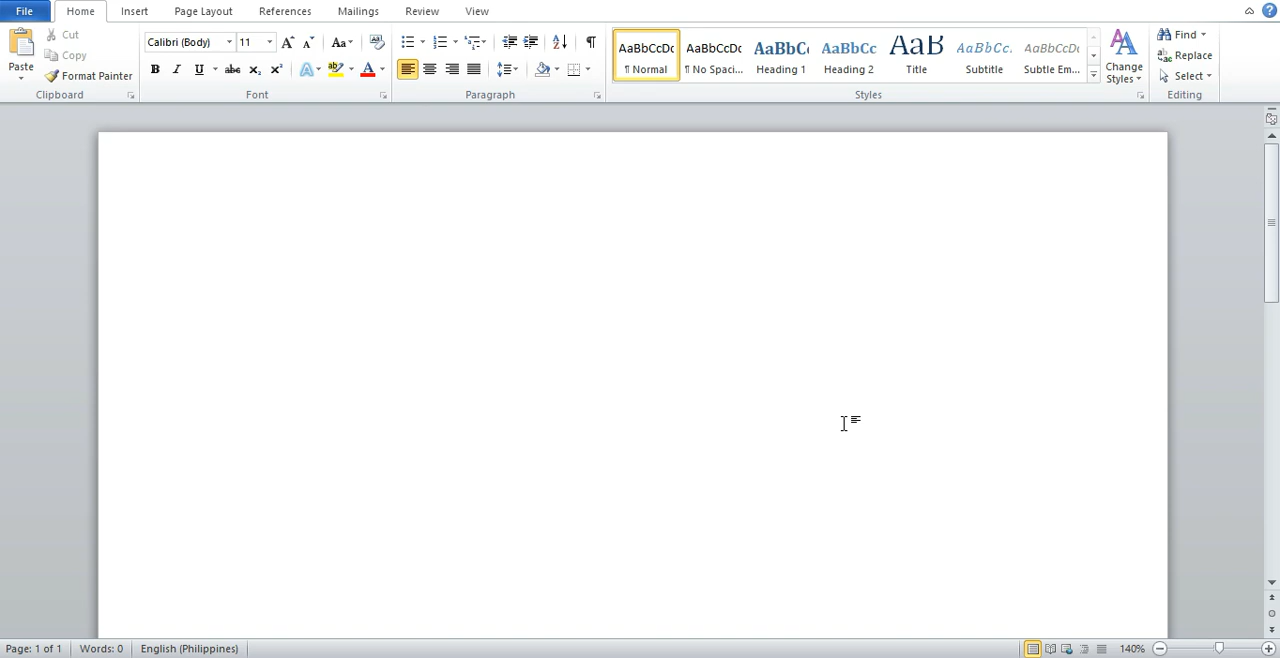 File Home Insert Page Layout References Mailings Review View
Cut
Copy
Format Painter
Paste
Clipboard
Calibri (Body) 11
Font
Paragraph
AaBbCcDc AaBbCcDc AaBbC AaBbCc AaB AaBbCc. AaBbCcDc
¶ Normal ¶ No Spaci... Heading 1 Heading 2 Title Subtitle Subtle Em...
Change
Styles
Styles
Find
Replace
Select
Editing
Page: 1 of 1 Words: 0 English (Philippines) 140%